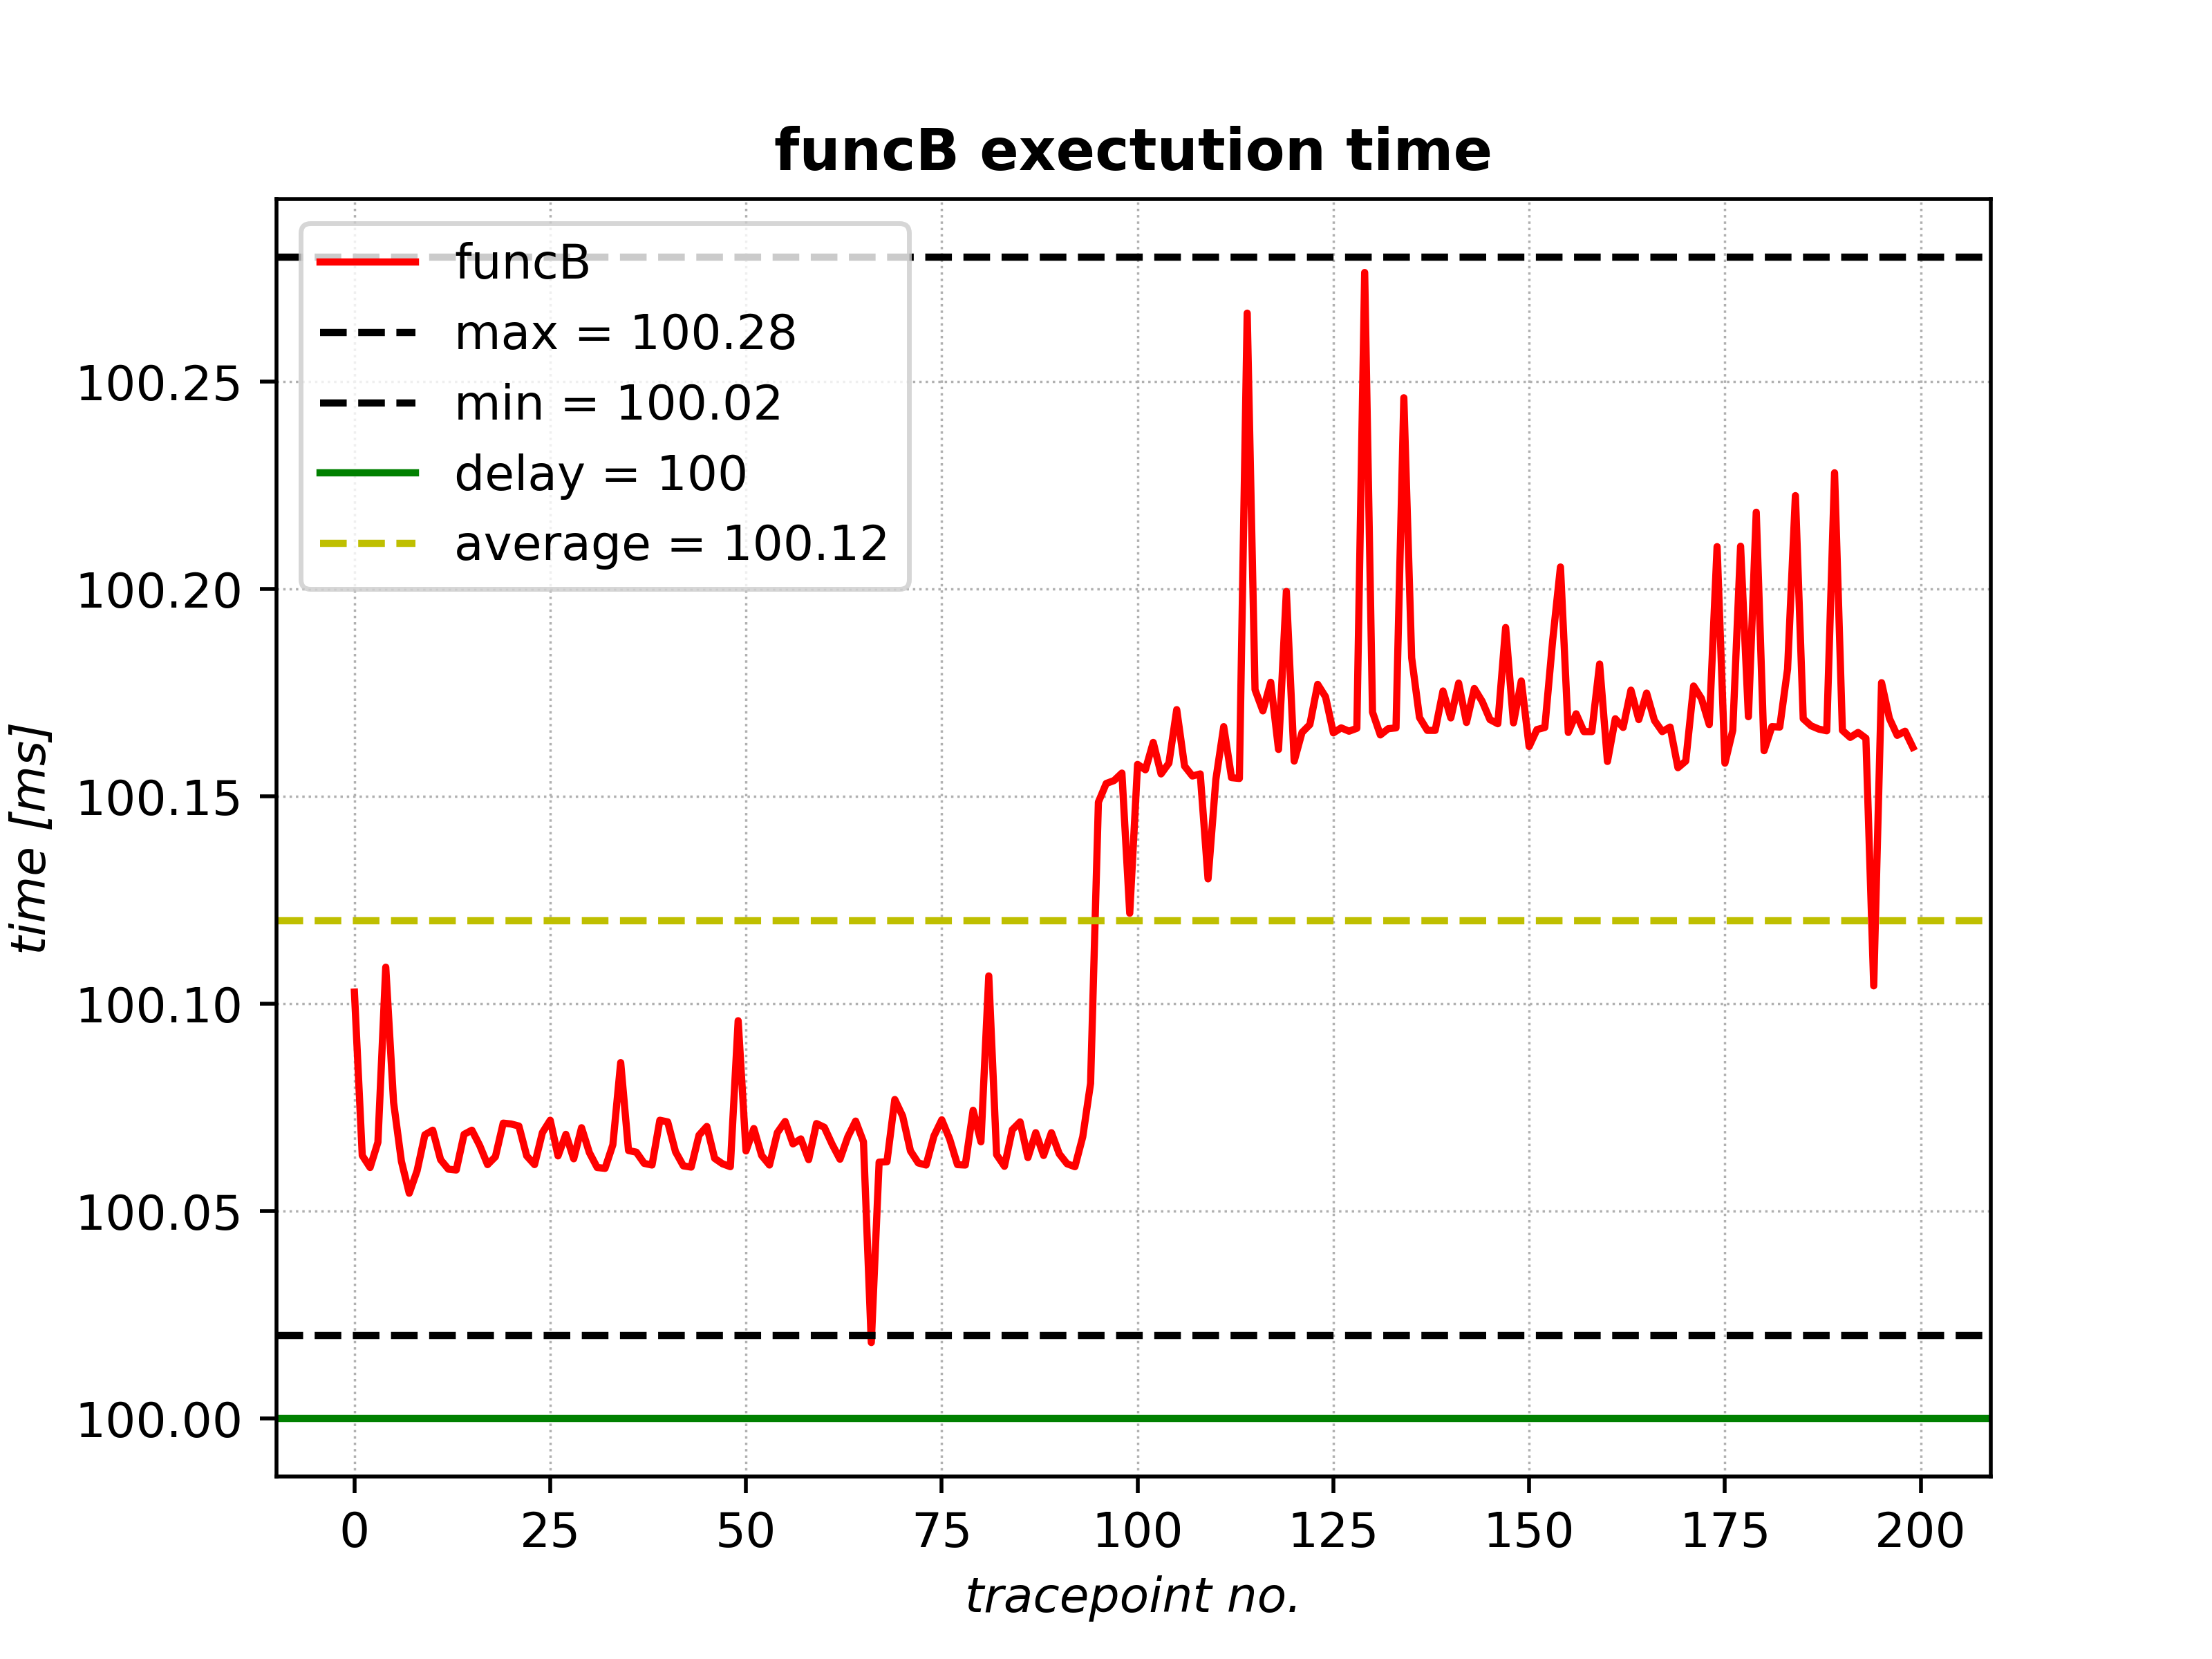 funcB exectution time
funcB
max = 100.28
min = 100.02
delay = 100
average = 100.12
100.25
100.20
100.15
100.10
100.05
100.00
time [ms]
0 25 50 75 100 125 150 175 200
tracepoint no.